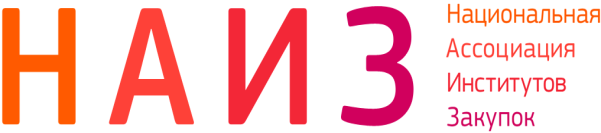 НАИЗ
Национальная
Ассоциация
Институтов
Закупок